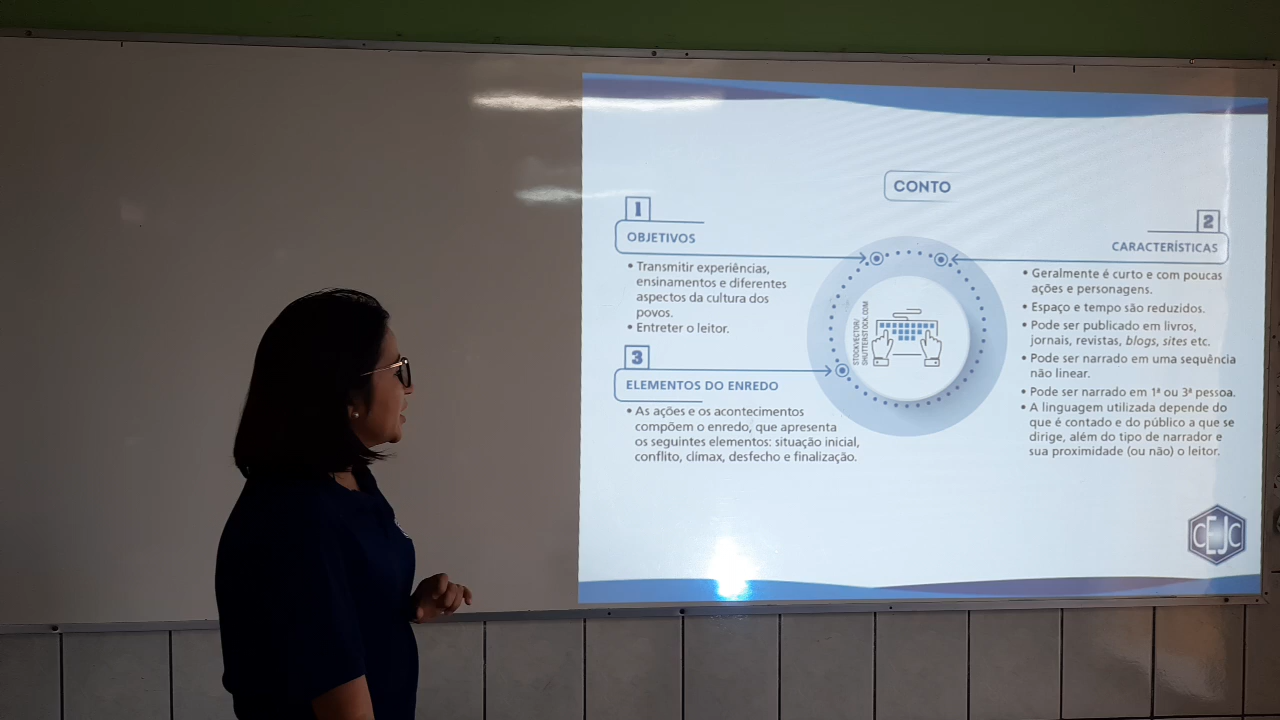 CONTO
1
OBJETIVOS
• Transmitir experiências,
ensinamentos e diferentes
aspectos da cultura dos
povos.
• Entreter o leitor.
2
CARACTERÍSTICAS
• Geralmente é curto e com poucas
ações e personagens.
• Espaço e tempo são reduzidos.
• Pode ser publicado em livros,
jornais, revistas, blogs, sites etc.
• Pode ser narrado em uma sequência
não linear.
• Pode ser narrado em 1ª ou 3ª pessoa.
• A linguagem utilizada depende do
que é contado e do público a que se
dirige, além do tipo de narrador e
sua proximidade (ou não) o leitor.
3
ELEMENTOS DO ENREDO
• As ações e os acontecimentos
compõem o enredo, que apresenta
os seguintes elementos: situação inicial,
conflito, clímax, desfecho e finalização.
STOCKVECTOR/
SHUTTERSTOCK.COM
CEJC